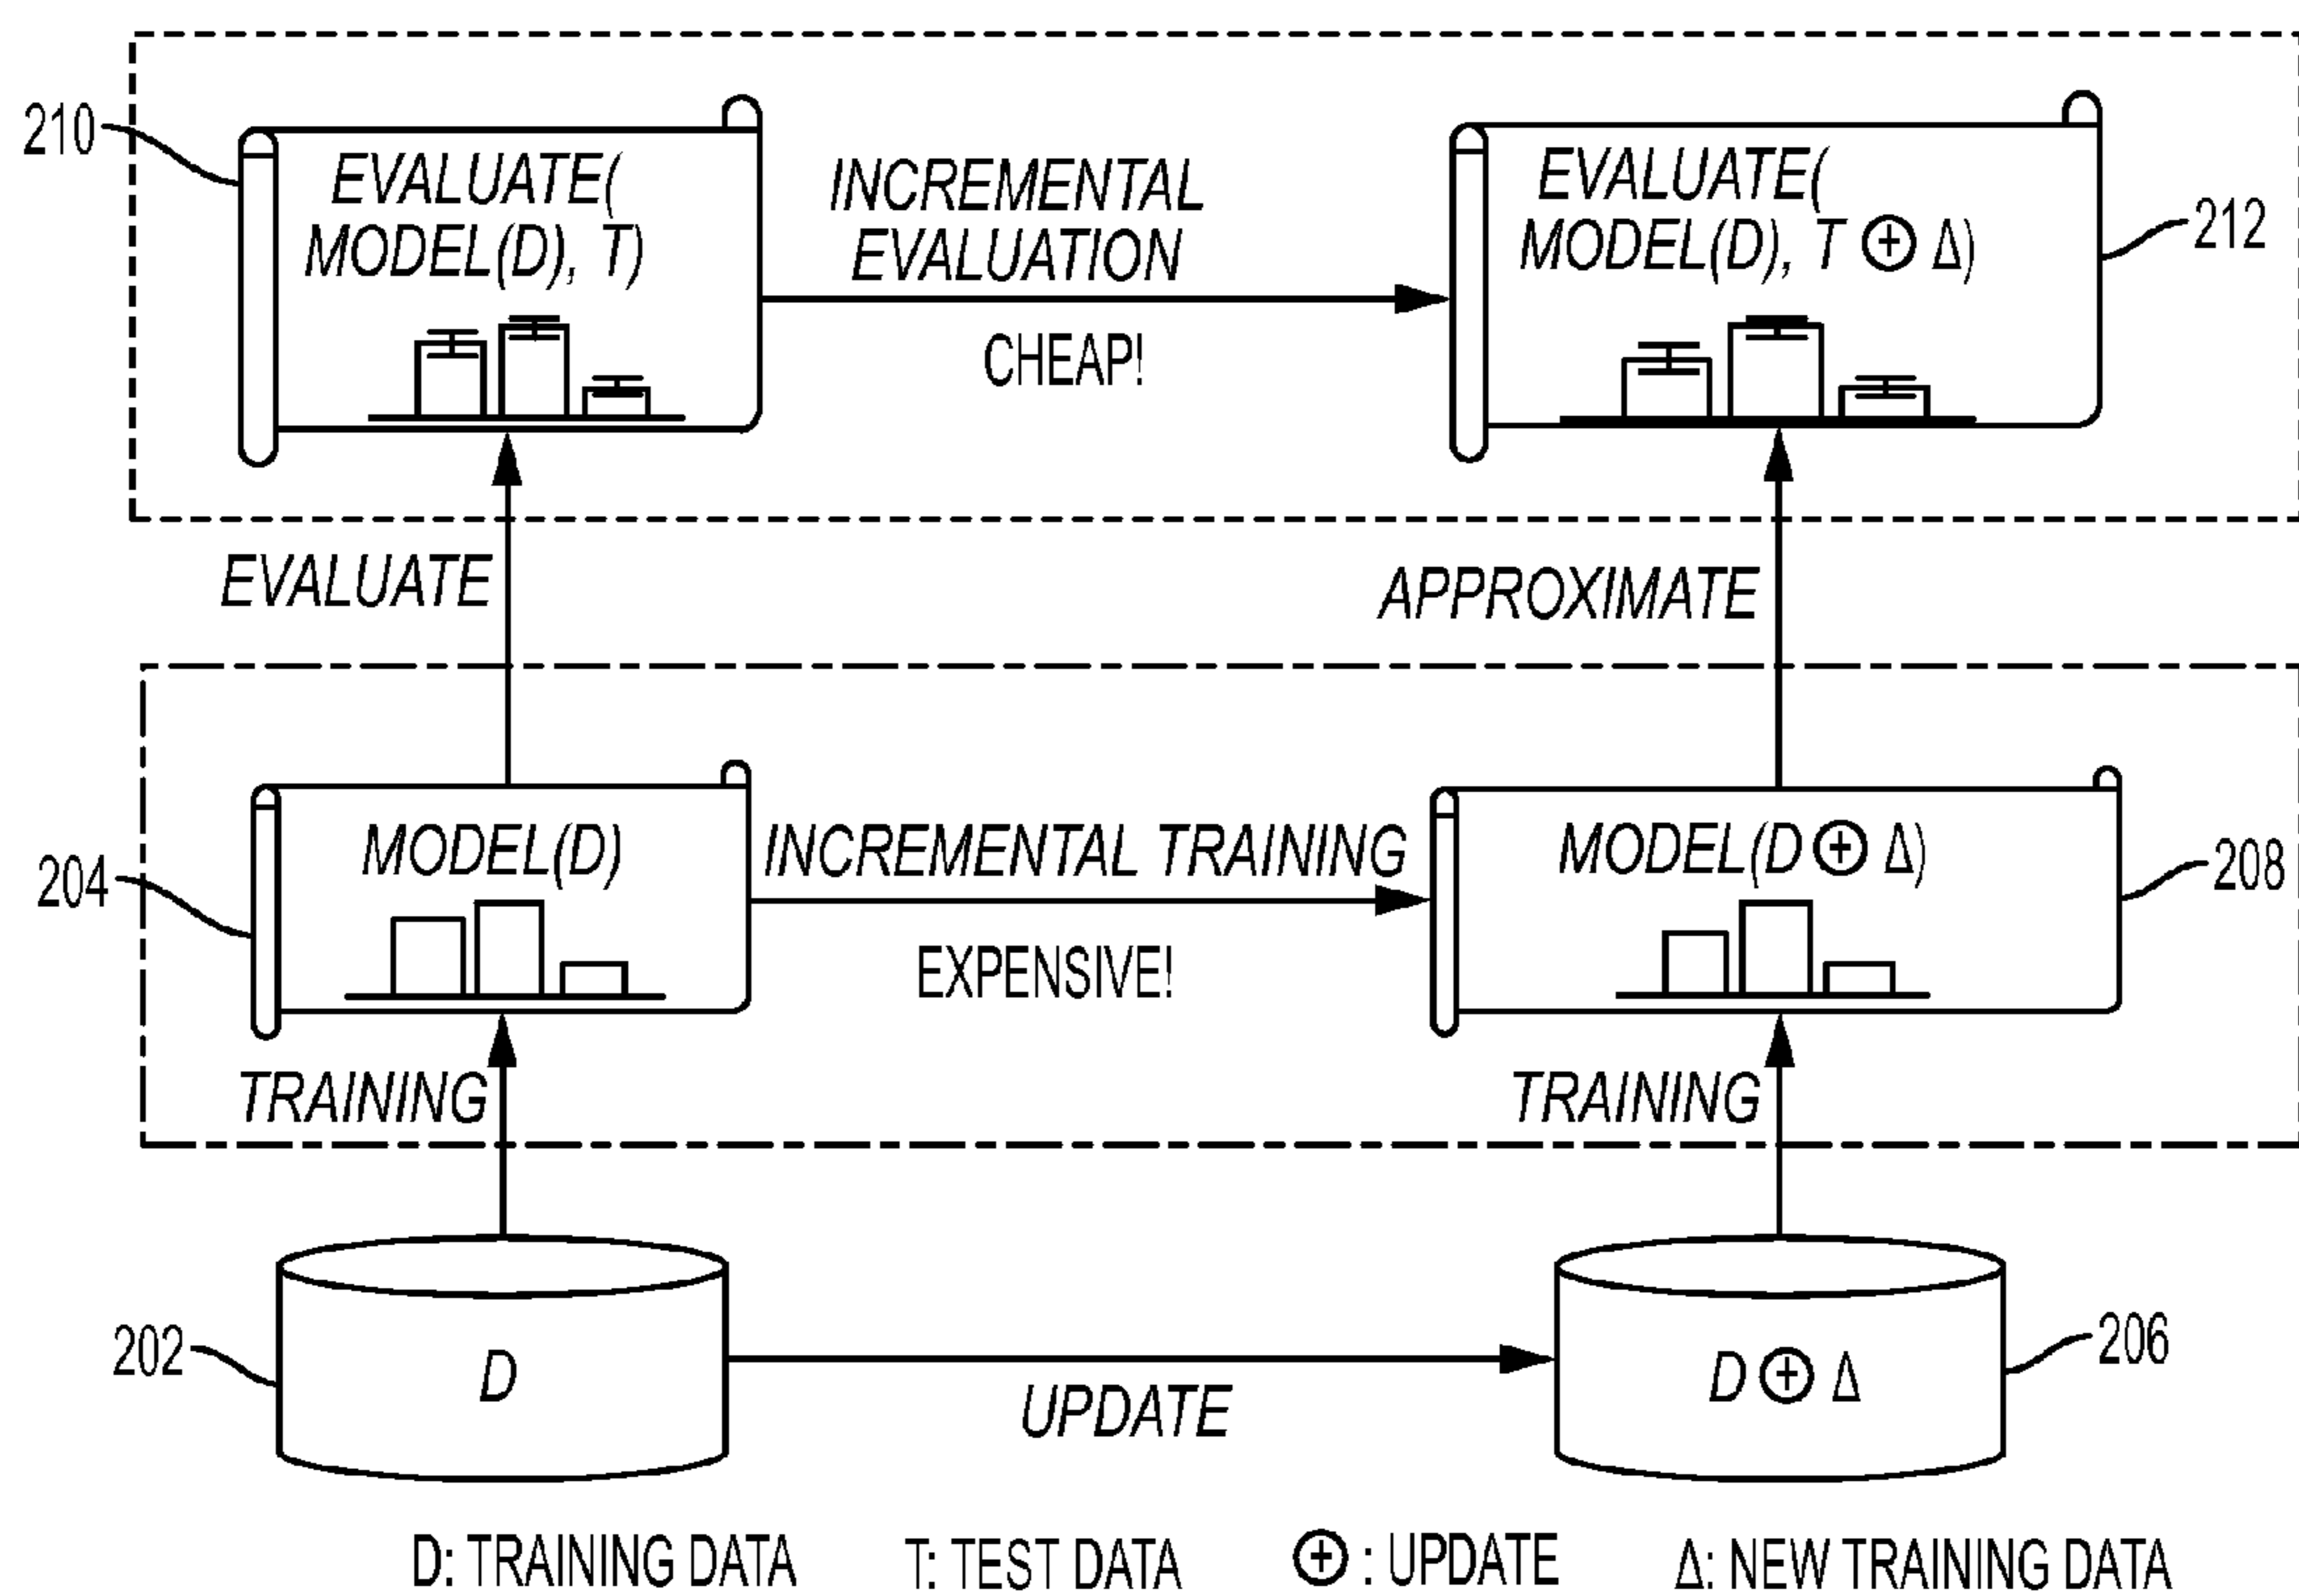 210
EVALUATE(
MODEL(D), T)
INCREMENTAL
EVALUATION
CHEAP!
EVALUATE(
MODEL(D), T ⊕ Δ)
212
EVALUATE
APPROXIMATE
204
MODEL(D)
INCREMENTAL TRAINING
EXPENSIVE!
MODEL(D ⊕ Δ)
208
TRAINING
TRAINING
202
D
UPDATE
D ⊕ Δ
206
D: TRAINING DATA T: TEST DATA ⊕ : UPDATE Δ: NEW TRAINING DATA